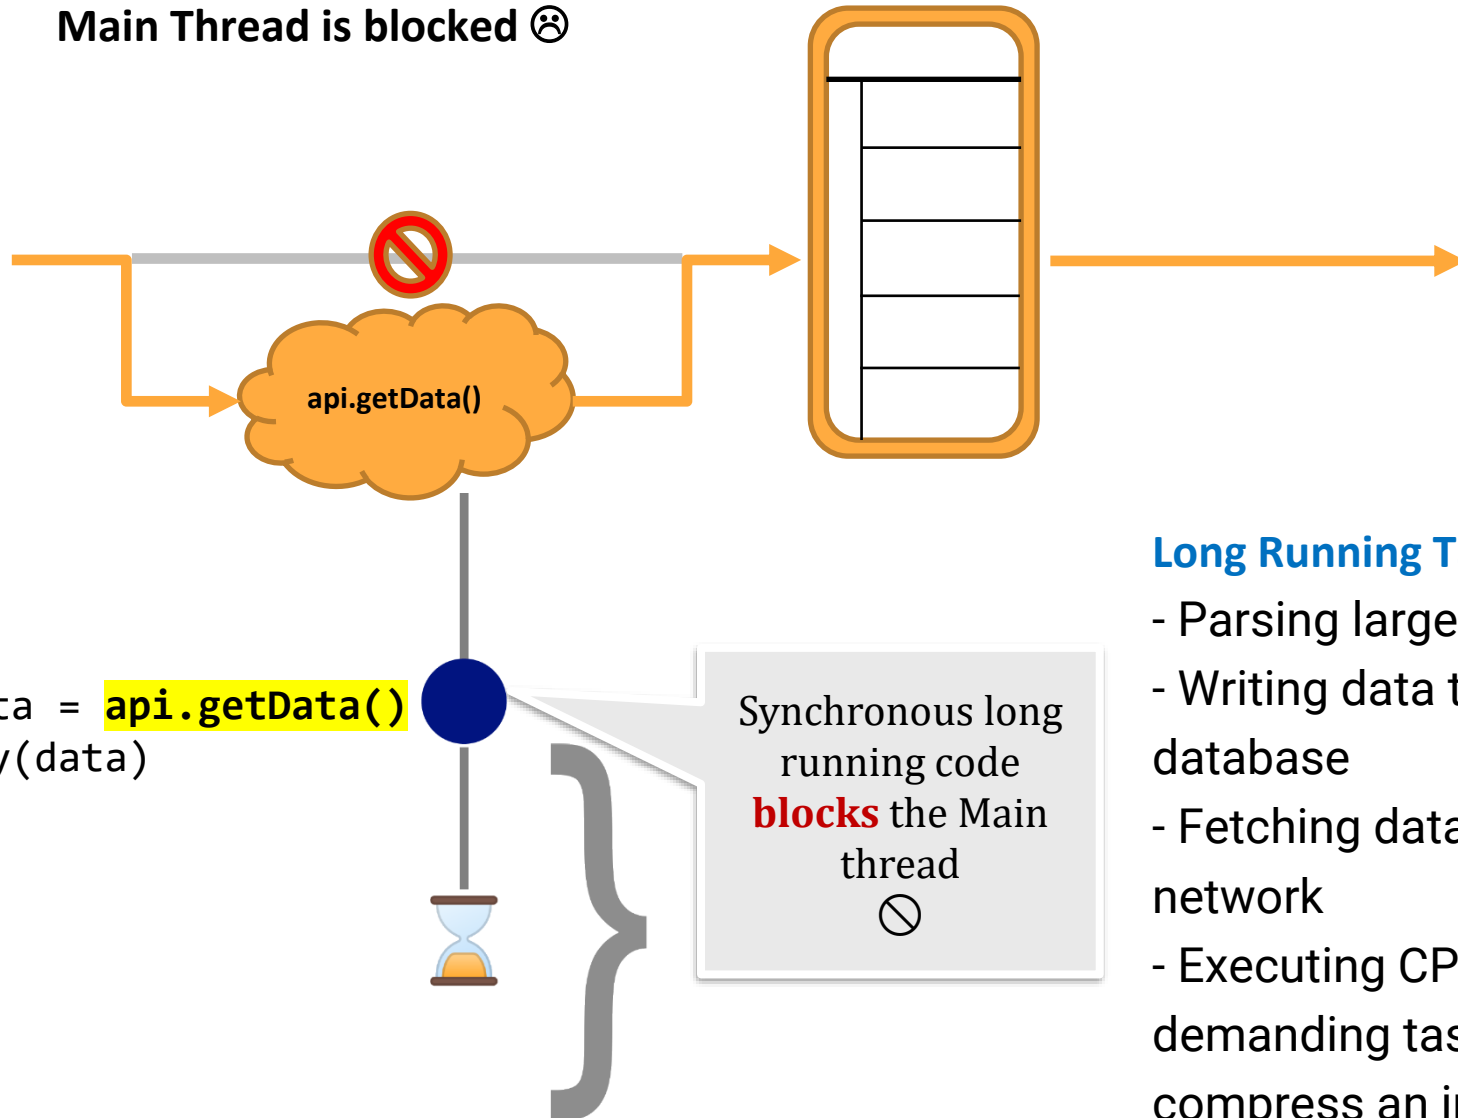 Main Thread is blocked ☹
api.getData()
ta = api.getData()
y(data)
Synchronous long
running code
blocks the Main
thread
Long Running T
- Parsing large
- Writing data t
database
- Fetching data
network
- Executing CP
demanding tas
compress an i